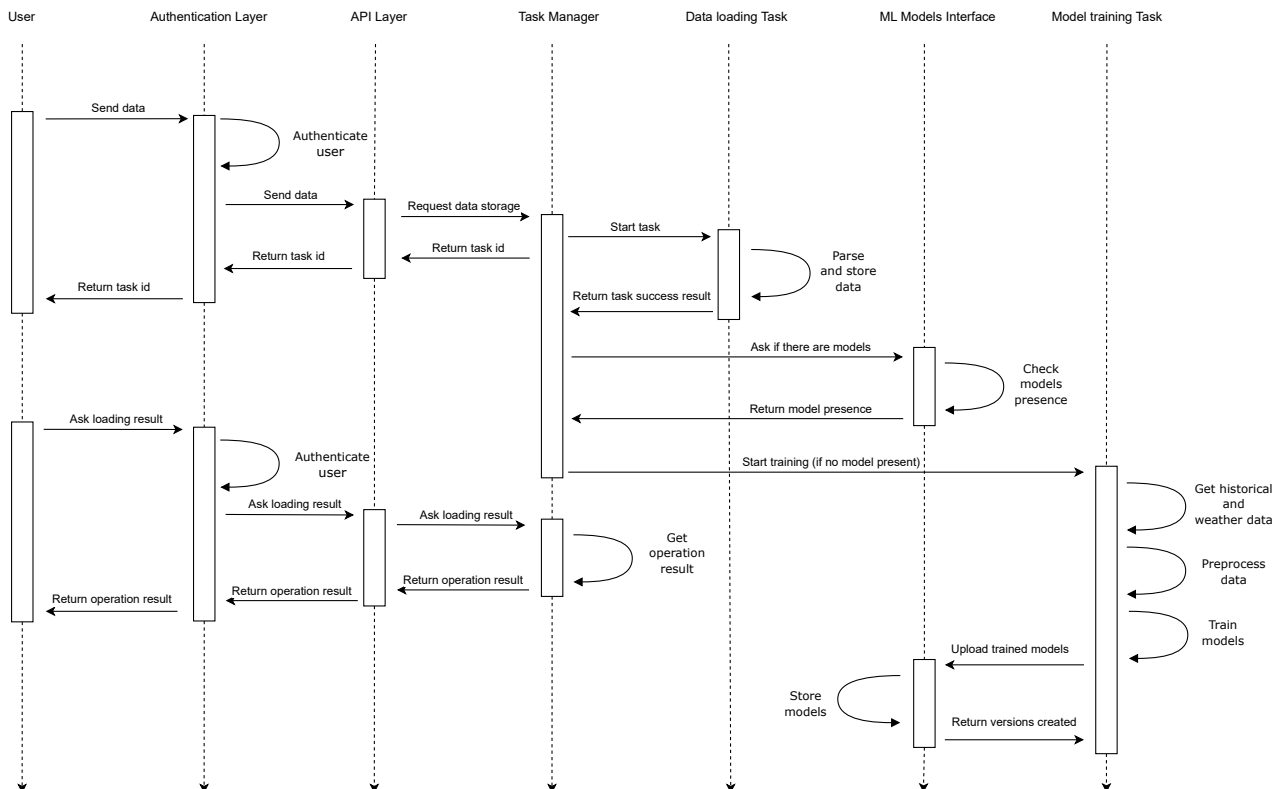 User
Authentication Layer
API Layer
Task Manager
Data loading Task
ML Models Interface
Model training Task
Send data
Authenticate
user
Send data
Request data storage
Start task
Return task id
Return task id
Return task id
Parse
and store
data
Return task success result
Ask if there are models
Check
models
presence
Return model presence
Ask loading result
Authenticate
user
Start training (if no model present)
Get historical
and
weather data
Ask loading result
Ask loading result
Get
operation
result
Preprocess
data
Return operation result
Return operation result
Return operation result
Train
models
Upload trained models
Store
models
Return versions created